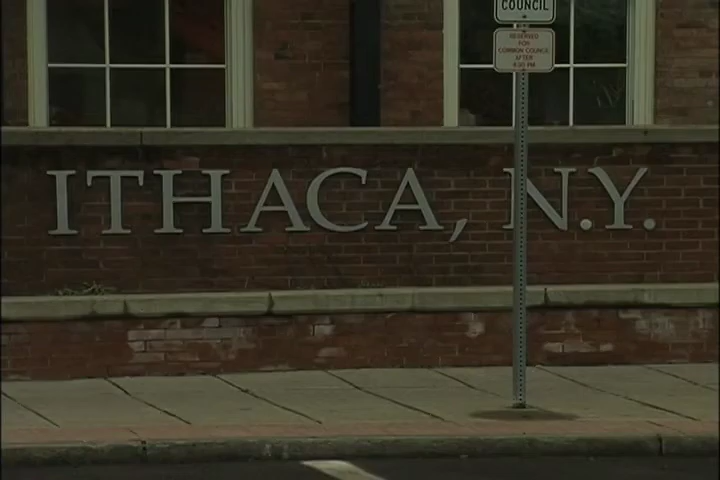 COUNCIL
RESERVED
FOR
COMMON COUNCIL
AFTER
ITHACA, N.Y.